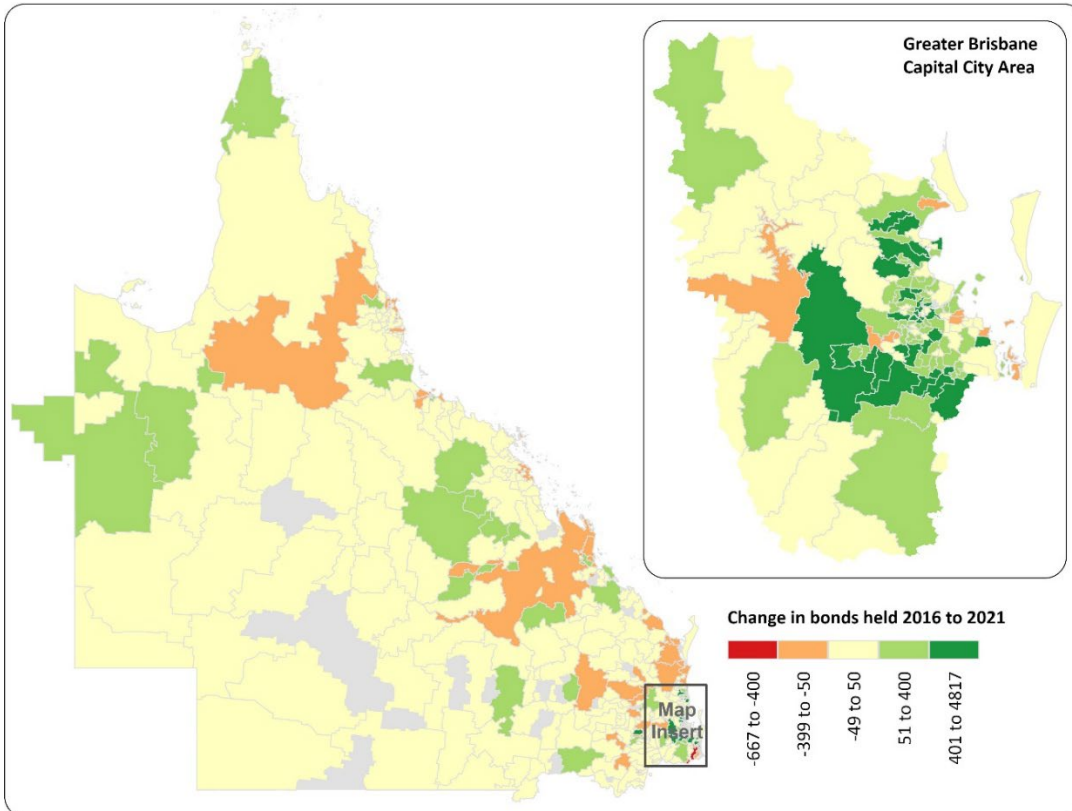 Greater Brisbane
Capital City Area
Map
Insert
Change in bonds held 2016 to 2021
-667 to -400
-399 to -50
-49 to 50
51 to 400
401 to 4817